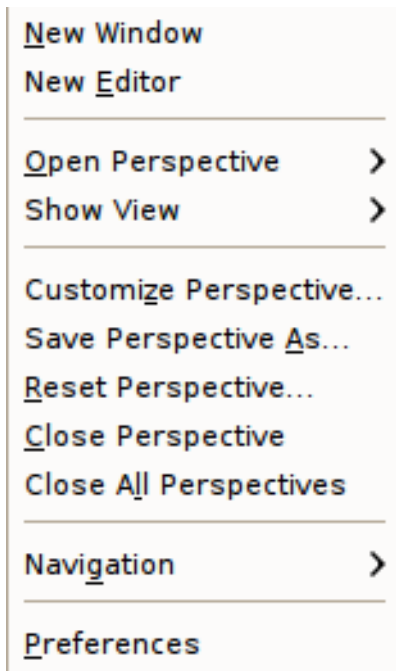 New Window
New Editor
Open Perspective
Show View
Customize Perspective...
Save Perspective As...
Reset Perspective...
Close Perspective
Close All Perspectives
Navigation
Preferences